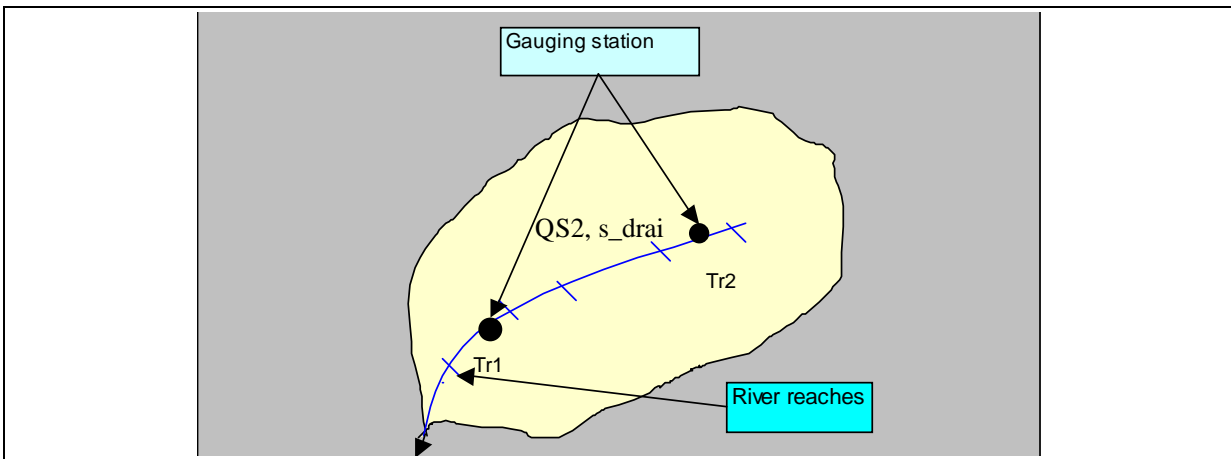 Gauging station
QS2, s_drai
Tr2
Tr1
River reaches